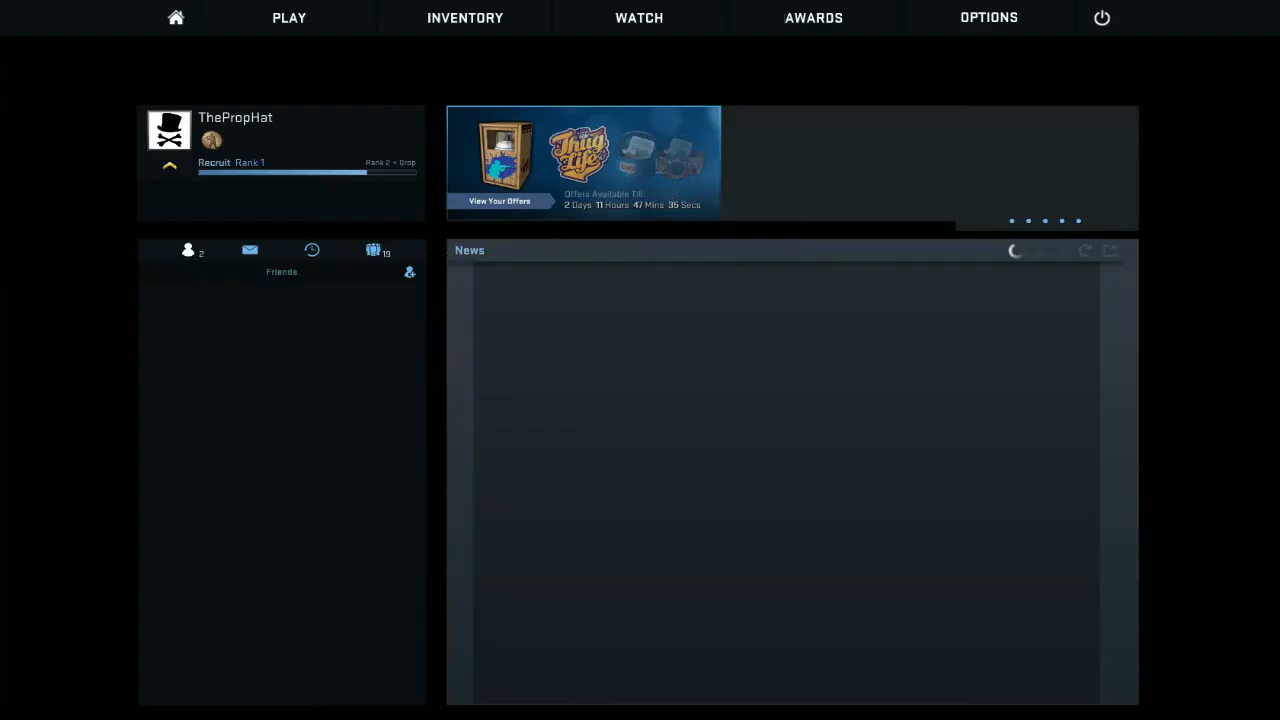 PLAY
INVENTORY
WATCH
AWARDS
OPTIONS
ThePropHat
Recruit Rank 1
Rank 2 + Drop
Thug Life
View Your Offers
Offers Available Till:
2 Days 11 Hours 47 Mins 35 Secs
2
19
Friends
News